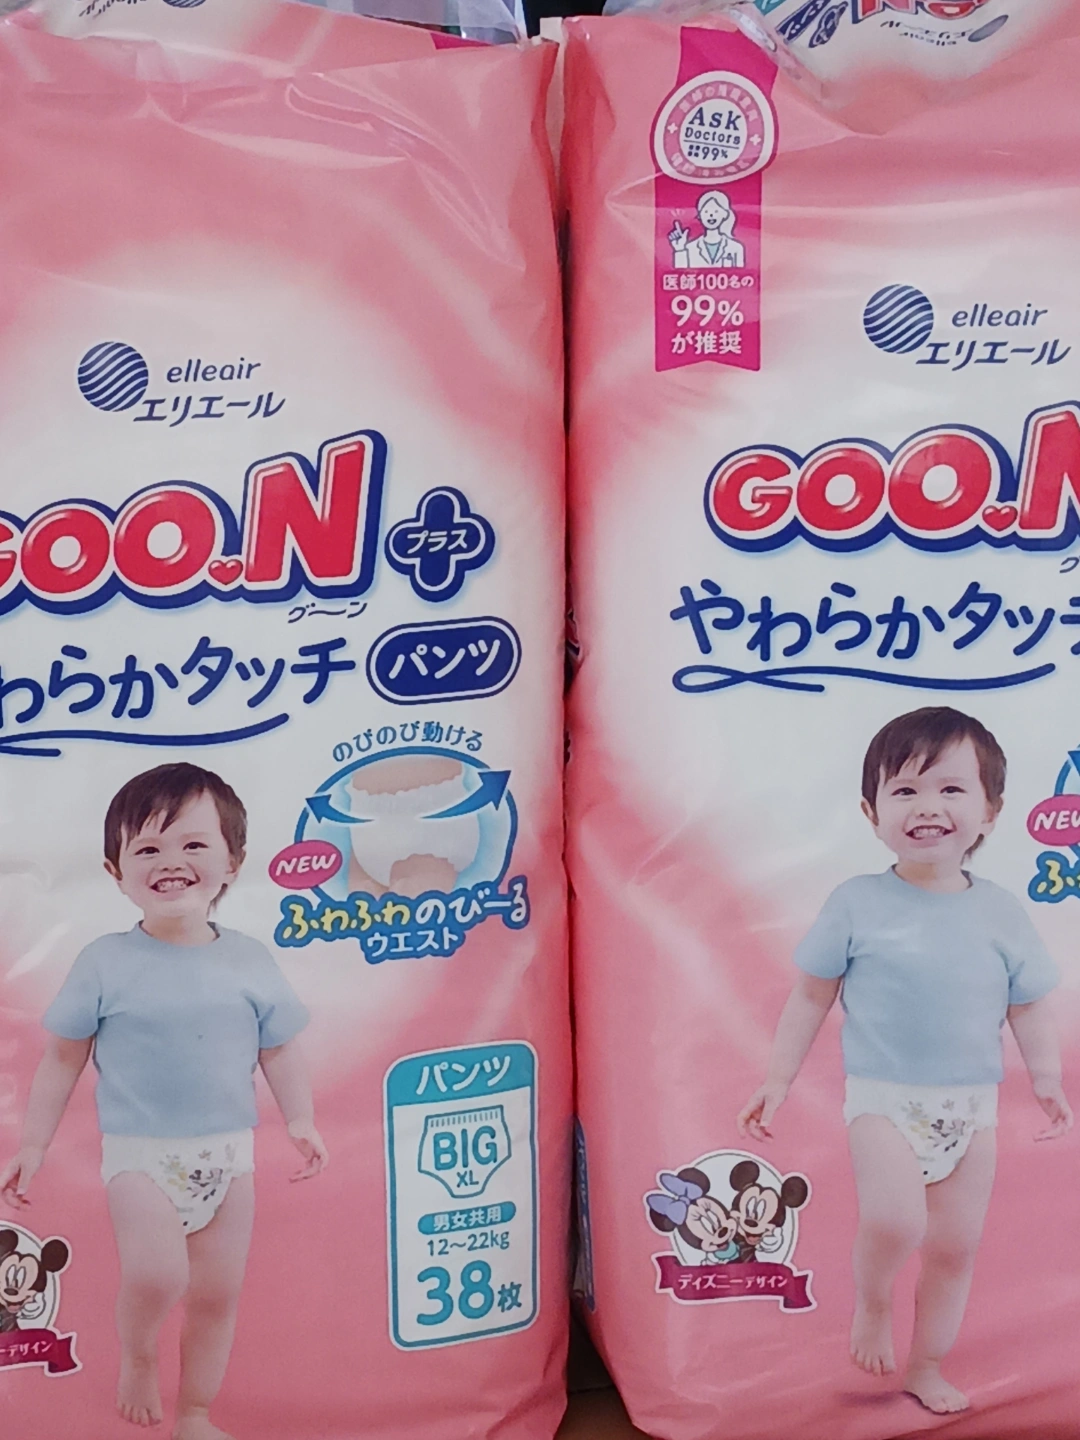 elleair
エリエール
GOO.N
プラス
グ〜ン
わらかタッチ
パンツ
のびのび動ける
NEW
ふわふわのび〜る
ウエスト
パンツ
BIG
XL
男女共用
12〜22kg
38枚
ーデザイン
Ask
Doctors
99%
医師100名の
99%
が推奨
elleair
エリエール
GOO.N
やわらかタッチ
NEW
ディズニーデザイン